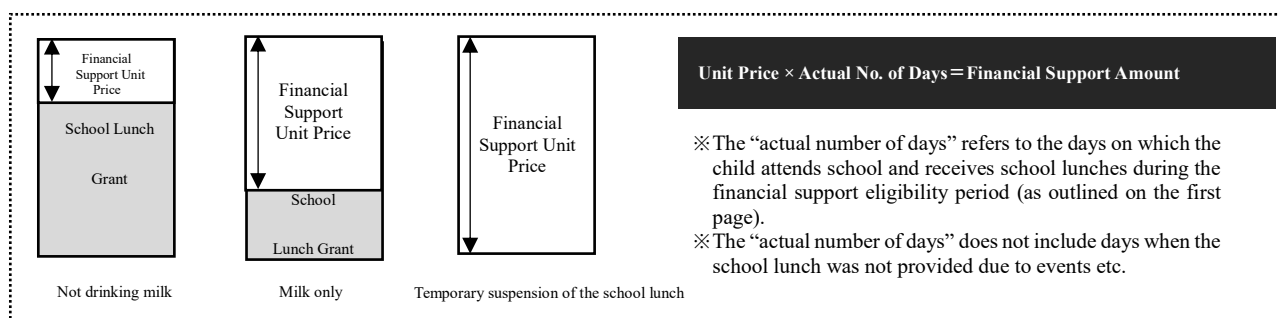 Financial
Support Unit
Price
School Lunch
Grant
Not drinking milk
Financial
Support
Unit Price
School
Lunch Grant
Milk only
Financial
Support Unit
Price
Temporary suspension of the school lunch
Unit Price × Actual No. of Days＝Financial Support Amount
※The “actual number of days” refers to the days on which the
child attends school and receives school lunches during the
financial support eligibility period (as outlined on the first
page).
※The “actual number of days” does not include days when the
school lunch was not provided due to events etc.